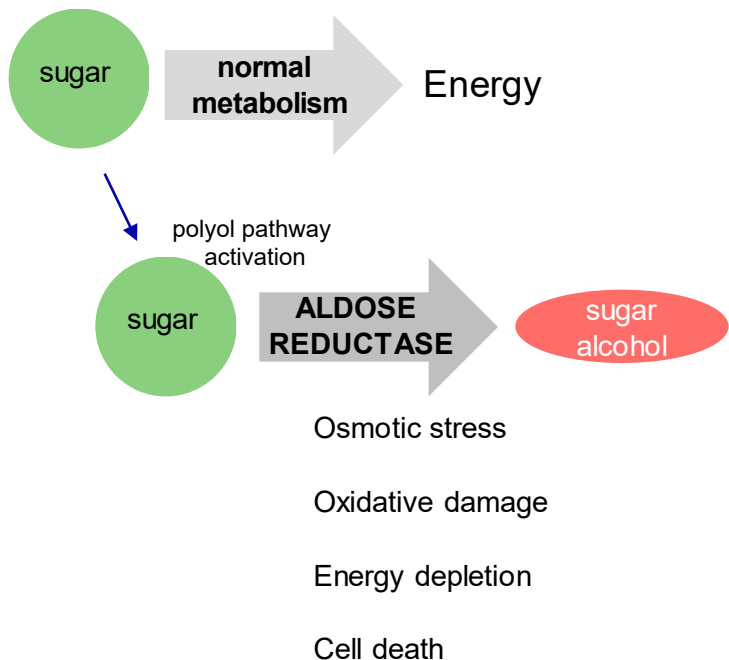 sugar
normal
metabolism
Energy
polyol pathway
activation
sugar
ALDOSE
REDUCTASE
sugar
alcohol
Osmotic stress
Oxidative damage
Energy depletion
Cell death